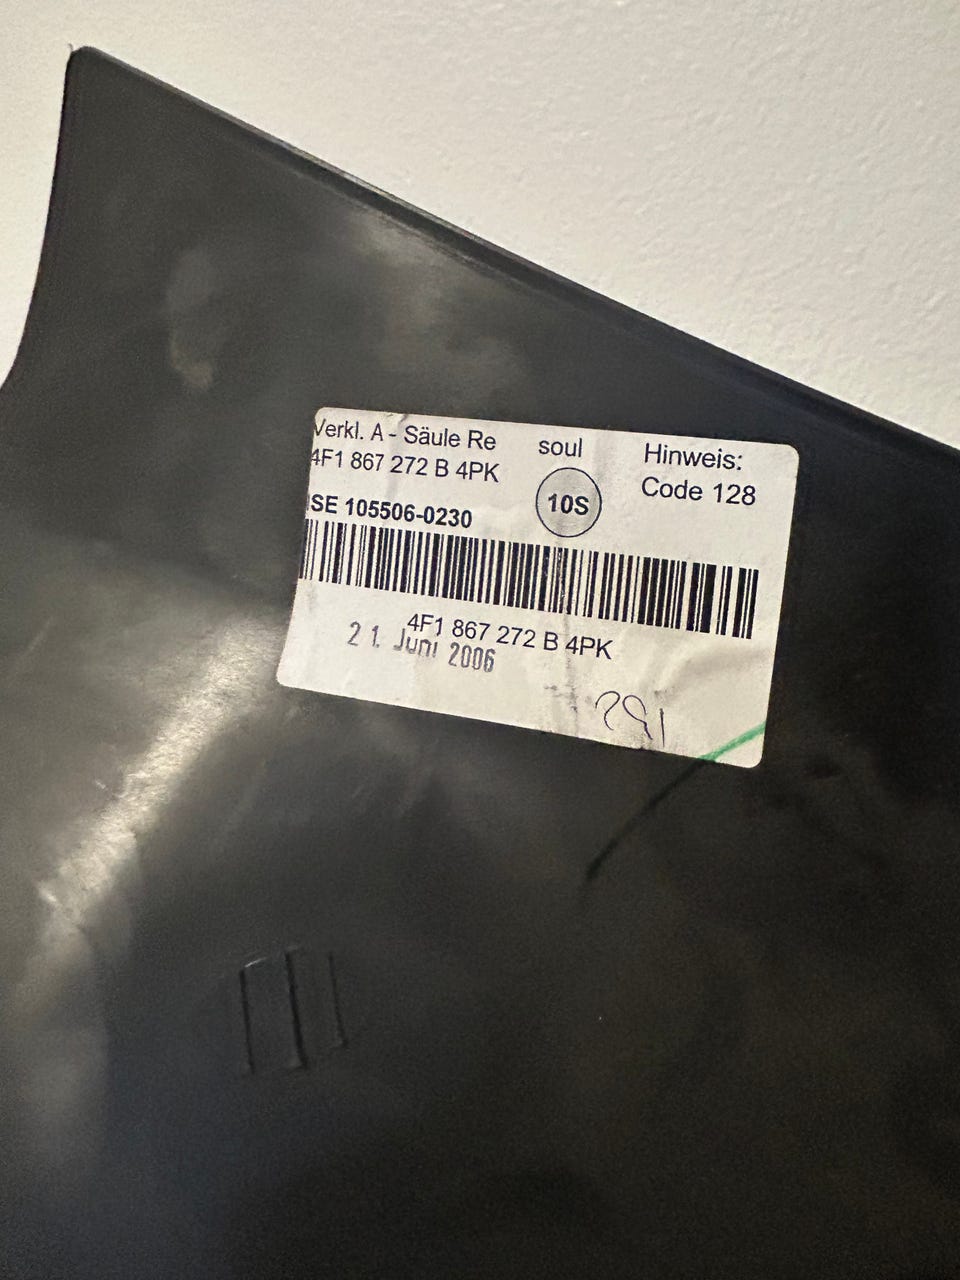 Verkl. A - Säule Re
4F1 867 272 B 4PK
soul
10S
Hinweis:
Code 128
SE 105506-0230
4F1 867 272 B 4PK
21. Juni 2006